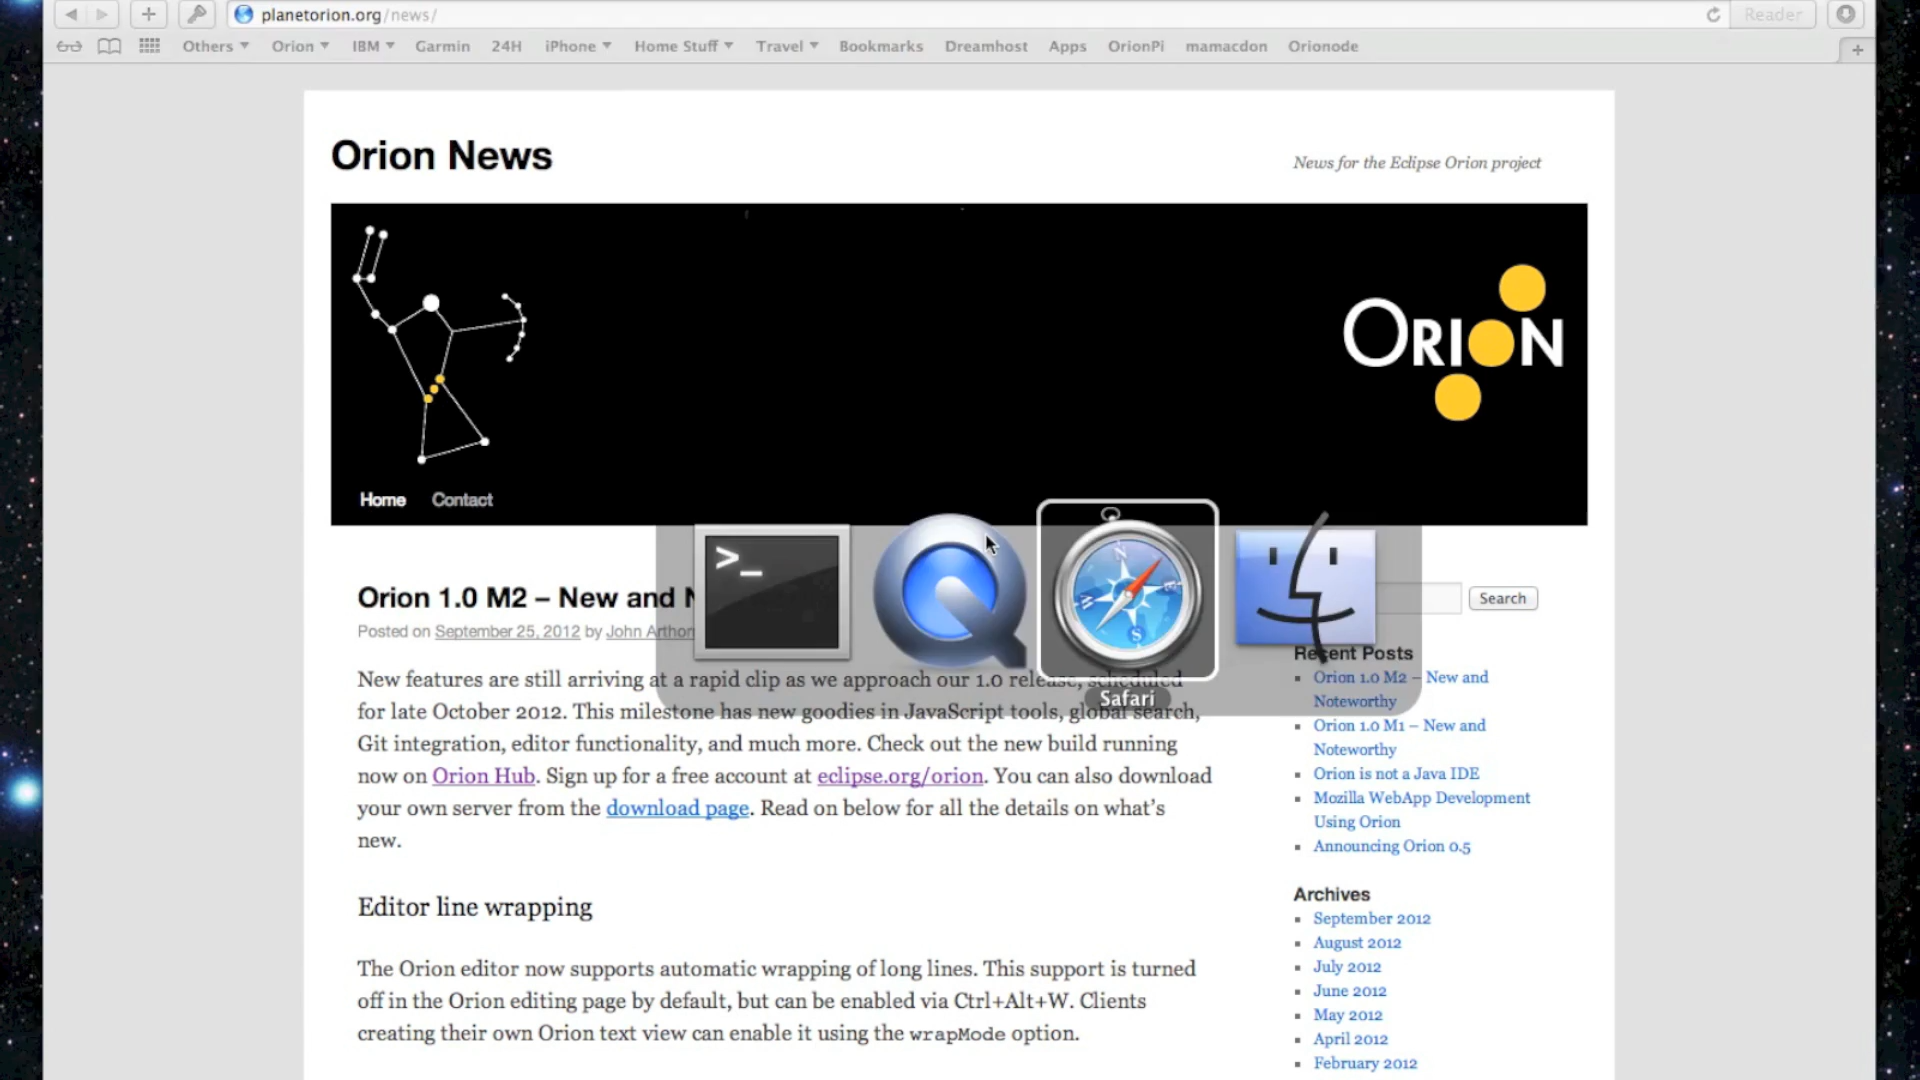 planetorion.org/news/
Reader
Others
Orion
IBM
Garmin
24H
iPhone
Home Stuff
Travel
Bookmarks
Dreamhost
Apps
OrionPi
mamacdon
Orionode
Orion News
News for the Eclipse Orion project
ORION
Home
Contact
>_
Q
N
E
S
W
Safari
Orion 1.0 M2 – New and N
Posted on September 25, 2012 by John Arthon
New features are still arriving at a rapid clip as we approach our 1.0 release, scheduled
for late October 2012. This milestone has new goodies in JavaScript tools, global search,
Git integration, editor functionality, and much more. Check out the new build running
now on Orion Hub. Sign up for a free account at eclipse.org/orion. You can also download
your own server from the download page. Read on below for all the details on what's
new.
Editor line wrapping
The Orion editor now supports automatic wrapping of long lines. This support is turned
off in the Orion editing page by default, but can be enabled via Ctrl+Alt+W. Clients
creating their own Orion text view can enable it using the wrapMode option.
Search
Recent Posts
Orion 1.0 M2 – New and
Noteworthy
Orion 1.0 M1 – New and
Noteworthy
Orion is not a Java IDE
Mozilla WebApp Development
Using Orion
Announcing Orion 0.5
Archives
September 2012
August 2012
July 2012
June 2012
May 2012
April 2012
February 2012